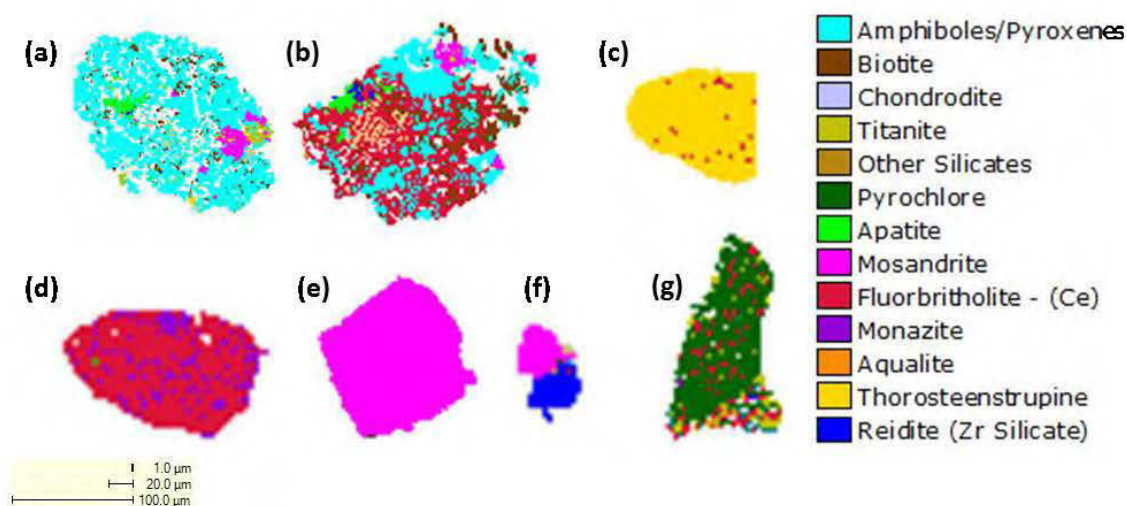 (a)
(b)
(c)
Amphiboles/Pyroxenes
Biotite
Chondrodite
Titanite
Other Silicates
Pyrochlore
Apatite
Mosandrite
Fluorbritholite - (Ce)
Monazite
Aqualite
Thorosteenstrupine
Reidite (Zr Silicate)
(d)
(e)
(f)
(g)
1.0 µm
20.0 µm
100.0 µm